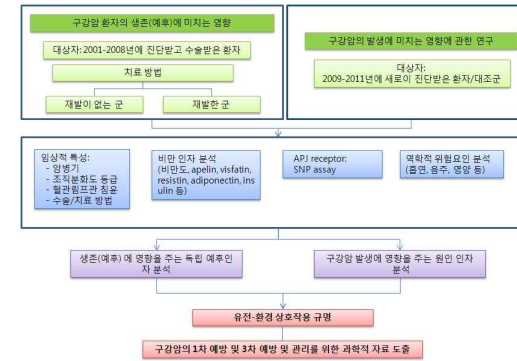 구강암 환자의 생존(예후)에 미치는 영향
대상자: 2001-2008년에 진단받고 수술받은 환자
치료 방법
재발이 없는 군
재발한 군
구강암의 발생에 미치는 영향에 관한 연구
대상자:
2009-2011년에 새로이 진단받은 환자/대조군
임상적 특성:
- 암병기
- 조직분화도 등급
- 혈관림프관 침윤
- 수술/치료 방법
비만 인자 분석
(비만도, apelin, visfatin,
resistin, adiponectin, ins
ulin 등)
APJ receptor:
SNP assay
역학적 위험요인 분석
(흡연, 음주, 영양 등)
생존(예후) 에 영향을 주는 독립 예후인
자 분석
구강암 발생에 영향을 주는 원인 인자
분석
유전-환경 상호작용 규명
구강암의 1차 예방 및 3차 예방 및 관리를 위한 과학적 자료 도출